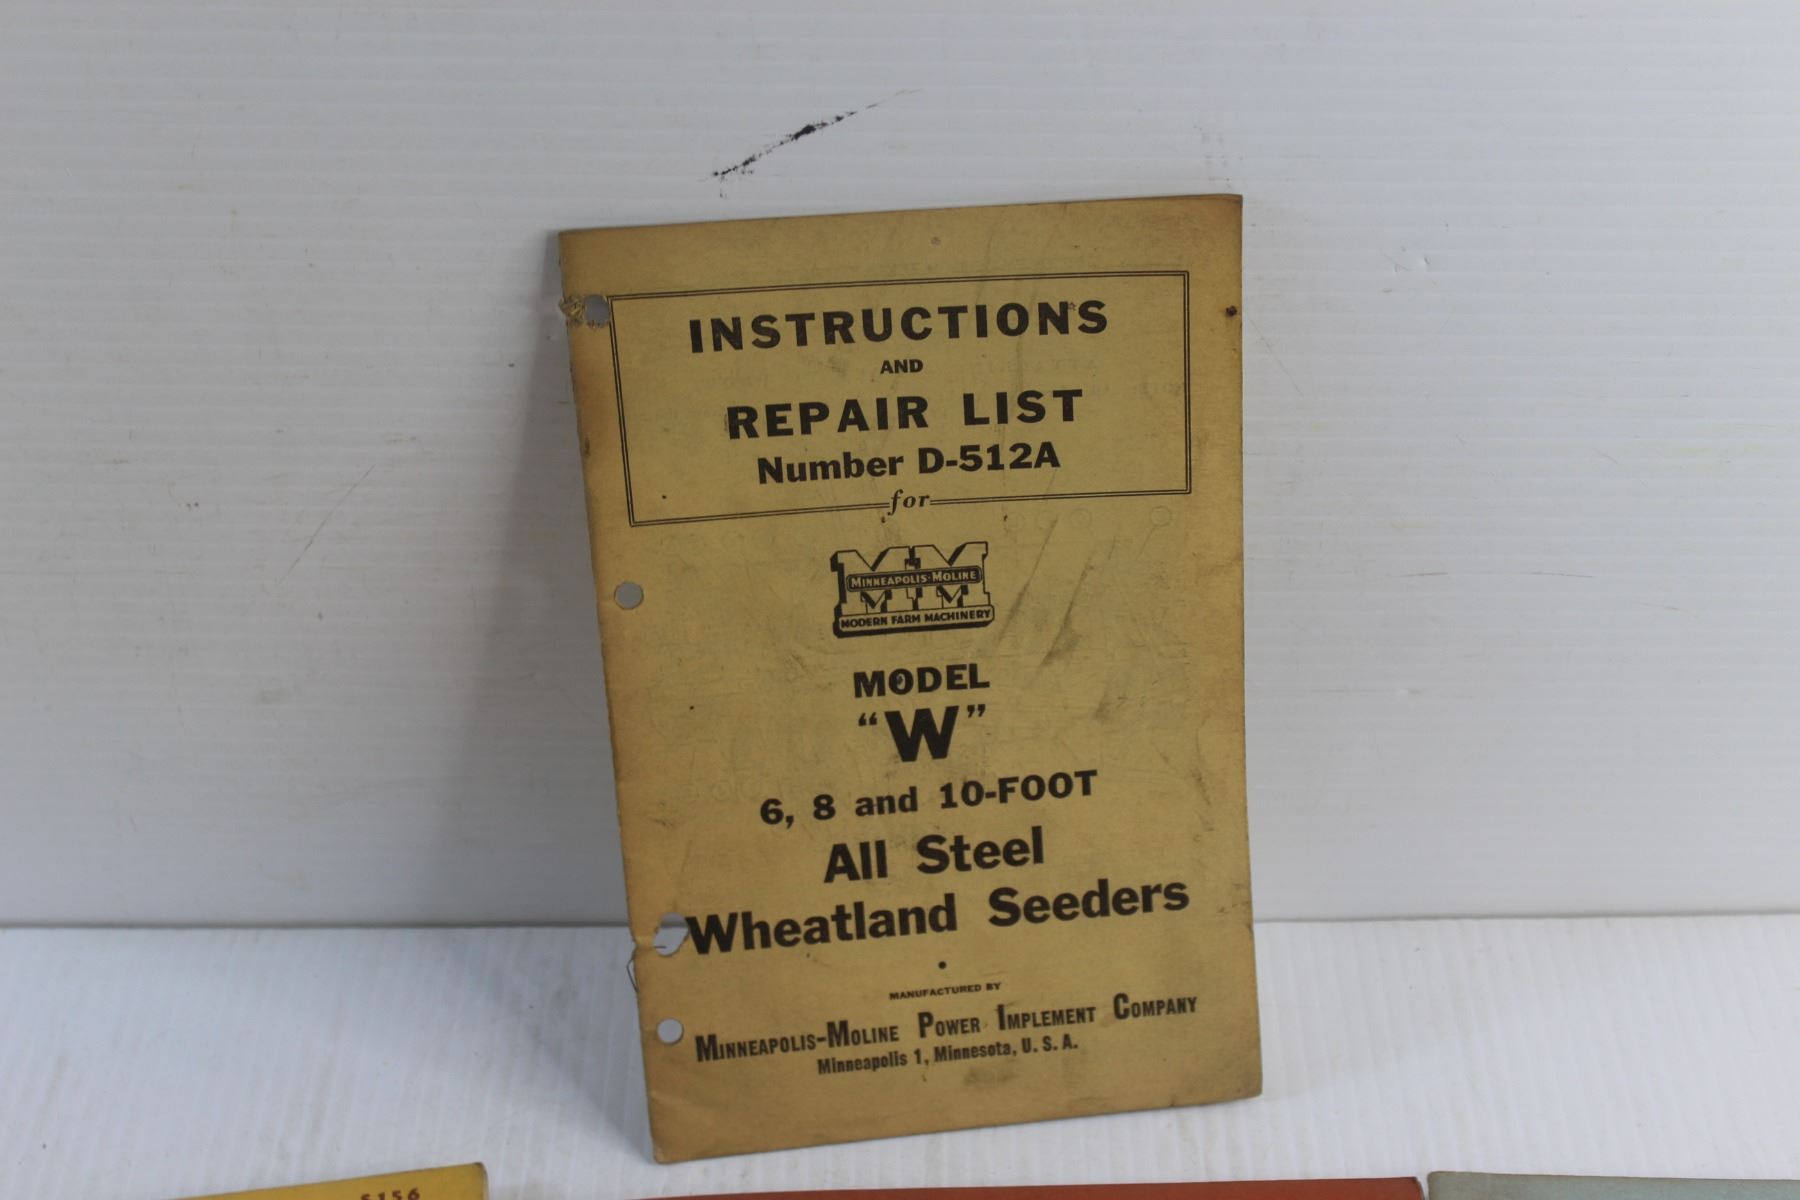 INSTRUCTIONS
AND
REPAIR LIST
Number D-512A
for
MM
MINNEAPOLIS-MOLINE
MODERN FARM MACHINERY
MODEL
“W”
6, 8 and 10-FOOT
All Steel
Wheatland Seeders
•
MANUFACTURED BY
MINNEAPOLIS-MOLINE POWER IMPLEMENT COMPANY
Minneapolis 1, Minnesota, U. S. A.
S156